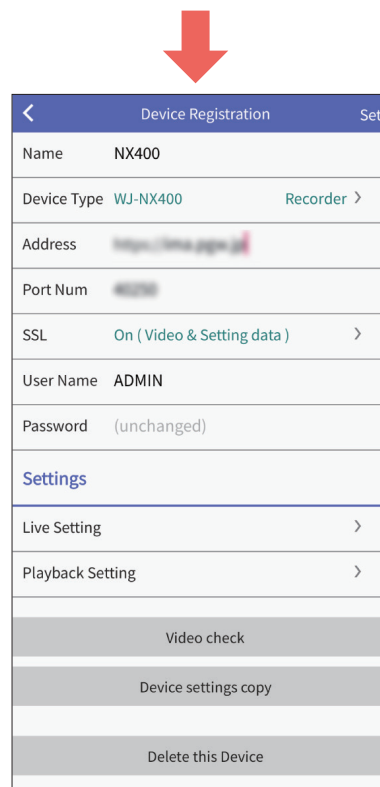 Device Registration Set
Name NX400
Device Type WJ-NX400 Recorder
Address
Port Num
SSL On ( Video & Setting data )
User Name ADMIN
Password (unchanged)
Settings
Live Setting
Playback Setting
Video check
Device settings copy
Delete this Device